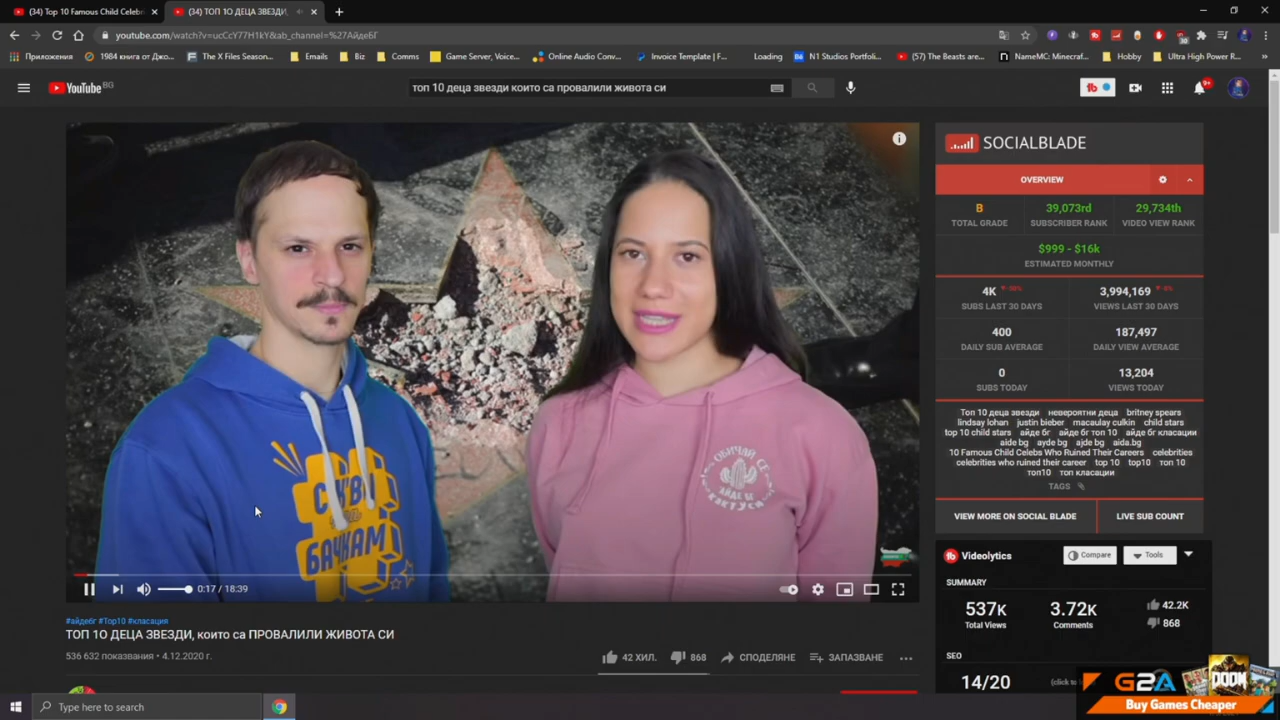 (34) Top 10 Famous Child Celebr
(34) ТОП 1О ДЕЦА ЗВЕЗДИ,
youtube.com/watch?v=ucCcY77H1kY&ab_channel=%27АйдеБГ
Приложения
1984 книга от Джо...
The X Files Season...
Emails
Biz
Comms
Game Server, Voice...
Online Audio Conv...
Invoice Template | F...
Loading
N1 Studios Portfoli...
(57) The Beasts are...
NameMC: Minecraf...
Hobby
Ultra High Power R...
YouTube BG
топ 10 деца звезди които са провалили живота си
9+
SOCIALBLADE
OVERVIEW
B
39,073rd
29,734th
TOTAL GRADE
SUBSCRIBER RANK
VIDEO VIEW RANK
$999 - $16k
ESTIMATED MONTHLY
4K
3,994,169
SUBS LAST 30 DAYS
VIEWS LAST 30 DAYS
400
187,497
DAILY SUB AVERAGE
DAILY VIEW AVERAGE
0
13,204
SUBS TODAY
VIEWS TODAY
Топ 10 деца звезди невероятни деца britney spears
lindsay lohan justin bieber macaulay culkin child stars
top 10 child stars айде бг айде бг топ 10 айде бг класации
aide bg ayde bg ajde bg aida.bg
10 Famous Child Celebs Who Ruined Their Careers celebrities
celebrities who ruined their career top 10 top10 топ 10
топ10 топ класации
TAGS
VIEW MORE ON SOCIAL BLADE
LIVE SUB COUNT
ОБИЧАЙ СЕ
АЙДЕ БГ
КАКТУСИ
БАЧКАМ
0:17 / 18:39
Videolytics
Compare
Tools
SUMMARY
537K
3.72K
42.2K
Total Views
Comments
868
SEO
14/20
#айдебг #Top10 #класация
ТОП 1О ДЕЦА ЗВЕЗДИ, които са ПРОВАЛИЛИ ЖИВОТА СИ
536 632 показвания • 4.12.2020 г.
42 ХИЛ.
868
СПОДЕЛЯНЕ
ЗАПАЗВАНЕ
G2A
DOOM
Buy Games Cheaper
Type here to search